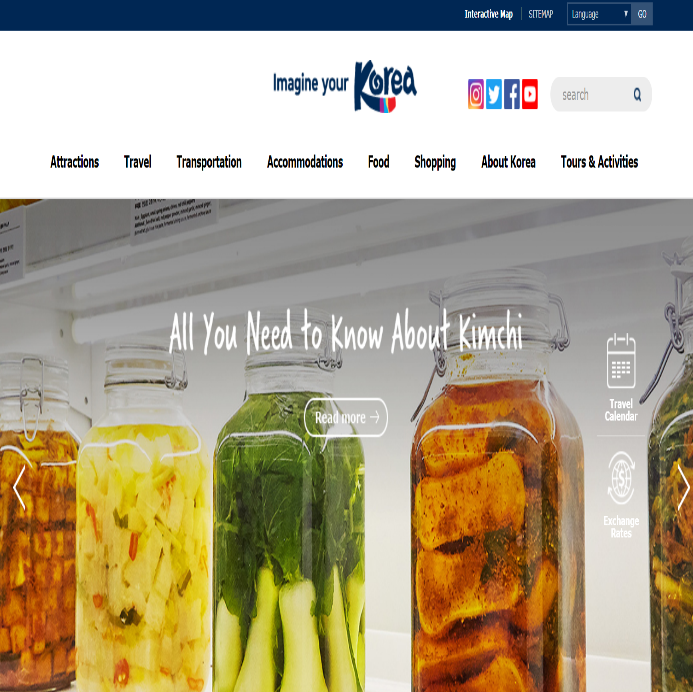 Interactive Map
SITEMAP
Language
GO
Imagine your Korea
search
Attractions
Travel
Transportation
Accommodations
Food
Shopping
About Korea
Tours & Activities
All You Need to Know About Kimchi
Read more
Travel
Calendar
Exchange
Rates